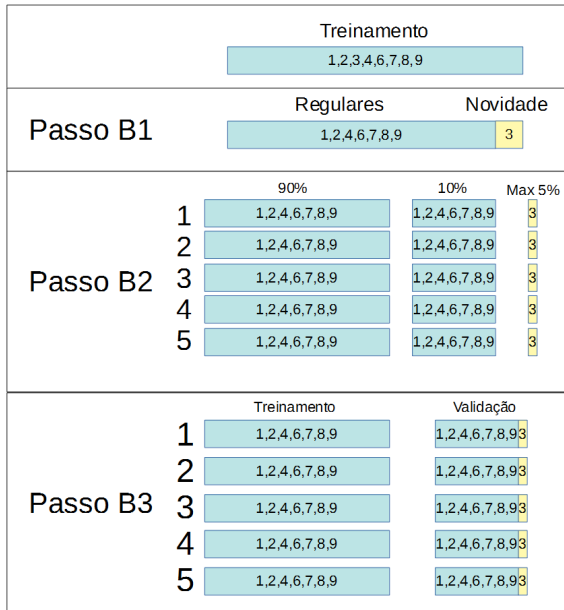 Treinamento
1,2,3,4,6,7,8,9
Passo B1
Regulares Novidade
1,2,4,6,7,8,9 3
Passo B2
90% 10% Max 5%
1 1,2,4,6,7,8,9 1,2,4,6,7,8,9 3
2 1,2,4,6,7,8,9 1,2,4,6,7,8,9 3
3 1,2,4,6,7,8,9 1,2,4,6,7,8,9 3
4 1,2,4,6,7,8,9 1,2,4,6,7,8,9 3
5 1,2,4,6,7,8,9 1,2,4,6,7,8,9 3
Passo B3
Treinamento Validação
1 1,2,4,6,7,8,9 1,2,4,6,7,8,9 3
2 1,2,4,6,7,8,9 1,2,4,6,7,8,9 3
3 1,2,4,6,7,8,9 1,2,4,6,7,8,9 3
4 1,2,4,6,7,8,9 1,2,4,6,7,8,9 3
5 1,2,4,6,7,8,9 1,2,4,6,7,8,9 3